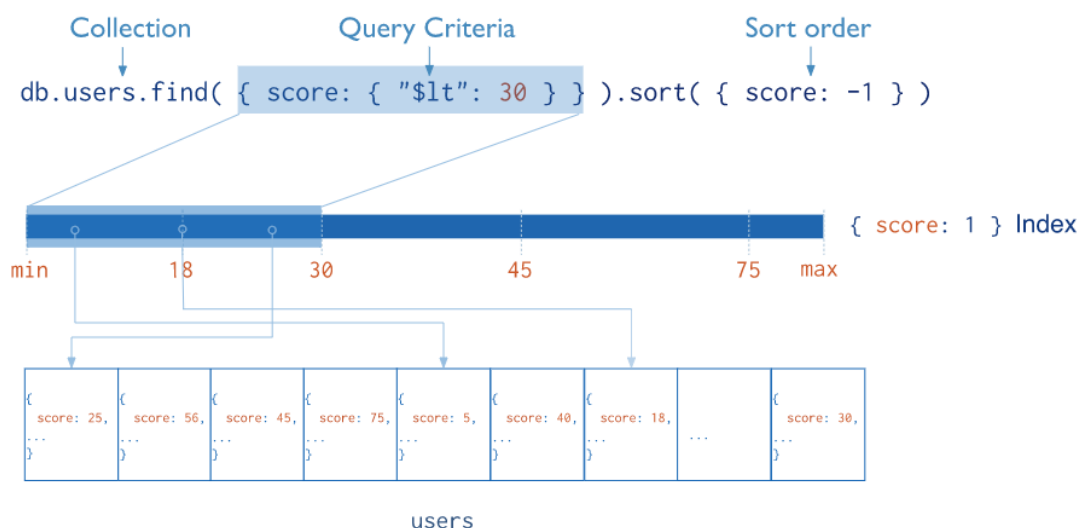 Collection Query Criteria Sort order
db.users.find( { score: { "$lt": 30 } } ).sort( { score: -1 } )
{ score: 1 } Index
min 18 30 45 75 max
{ { { { { { { {
score: 25, score: 56, score: 45, score: 75, score: 5, score: 40, score: 18, score: 30,
... ... ... ... ... ... ... ... ...
} } } } } } } }
users